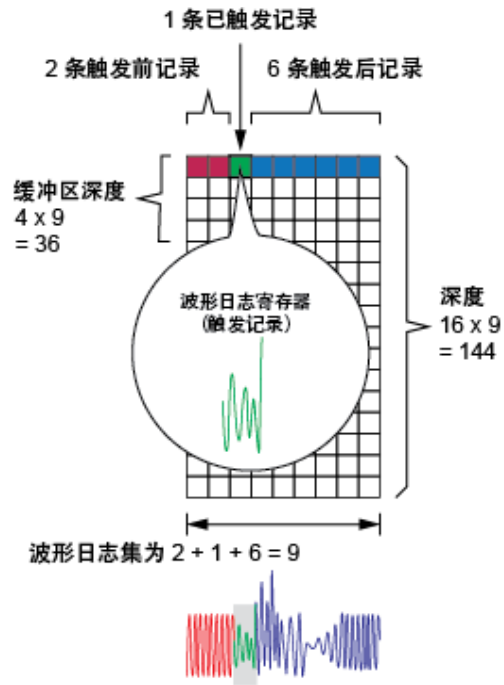 1 条已触发记录
2 条触发前记录
6 条触发后记录
缓冲区深度
4 x 9
= 36
波形日志寄存器
(触发记录)
深度
16 x 9
= 144
波形日志集为 2 + 1 + 6 = 9